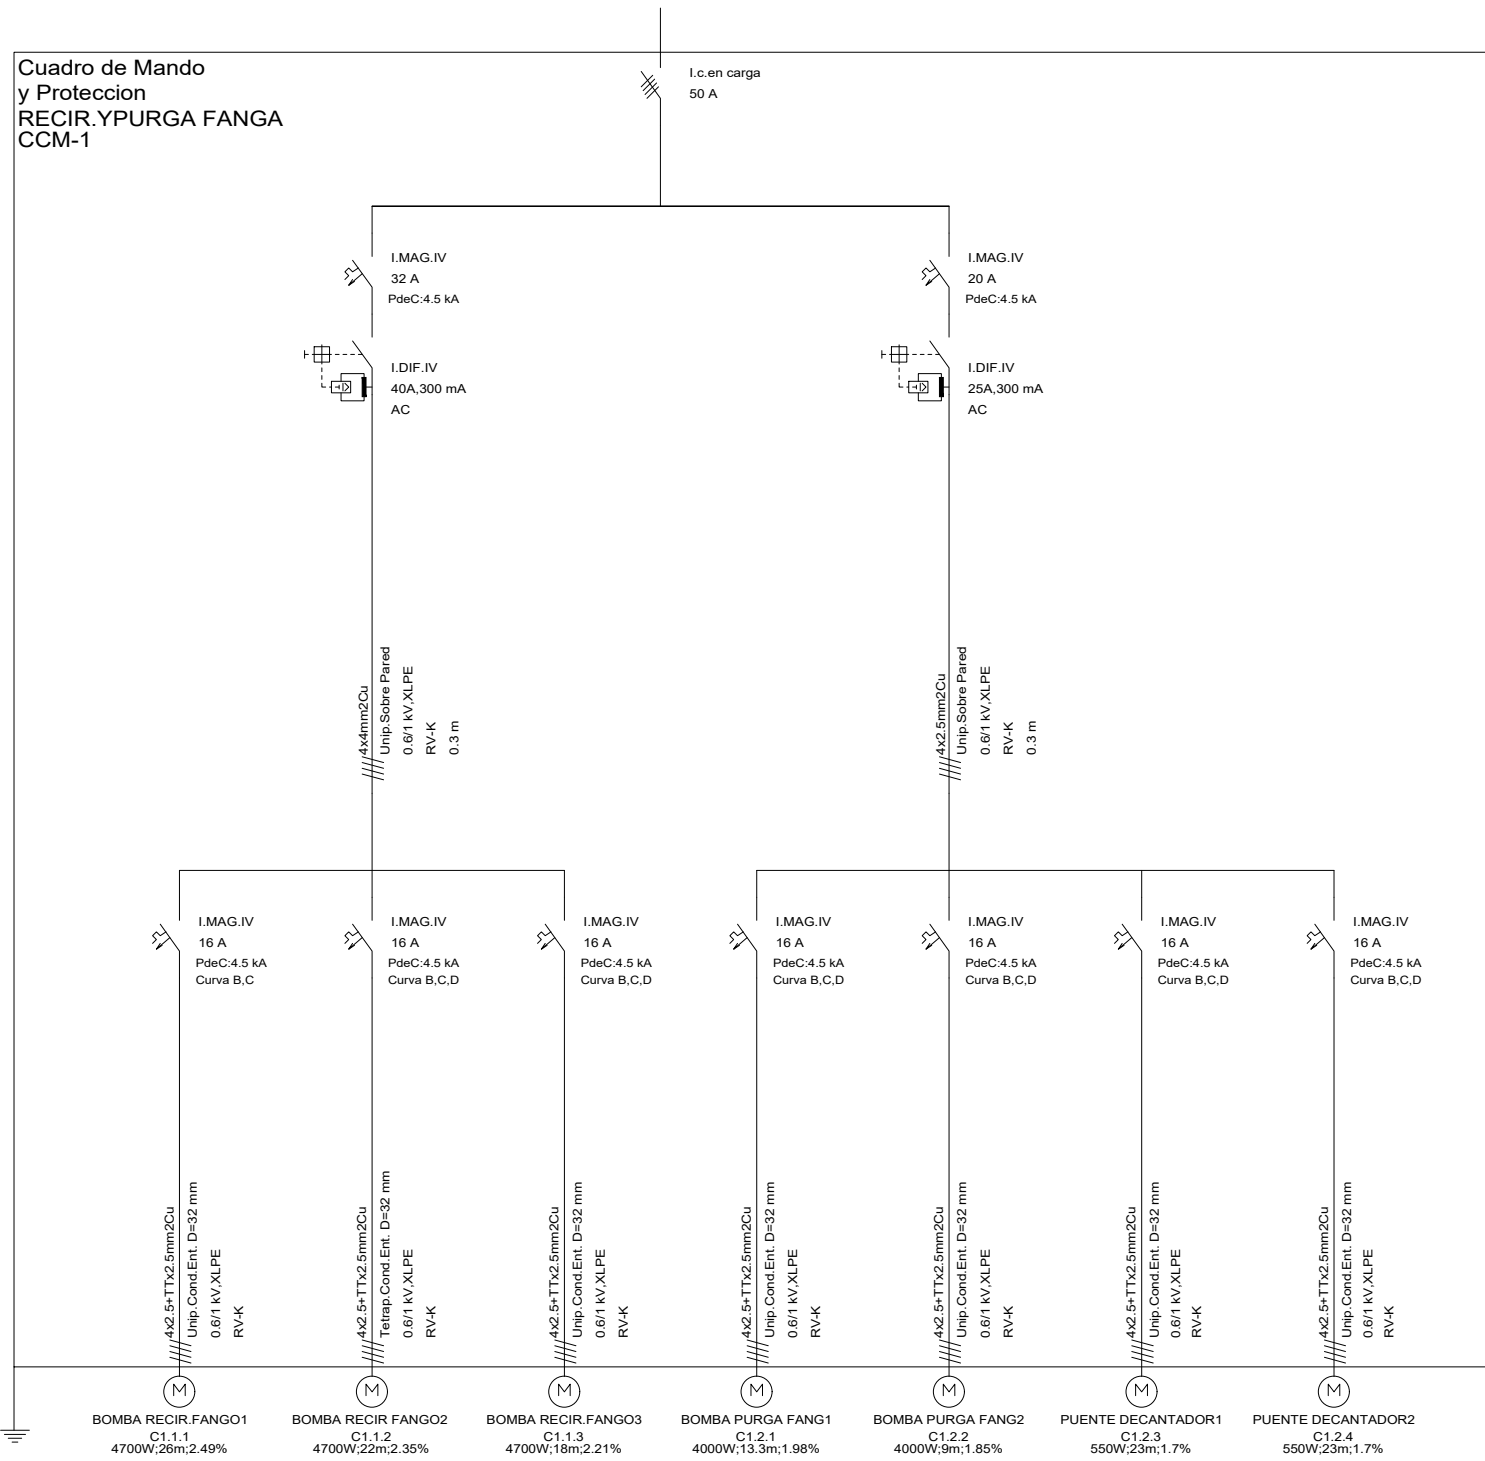 Cuadro de Mando
y Proteccion
RECIR.YPURGA FANGA
CCM-1
I.c.en carga
50 A
I.MAG.IV
32 A
PdeC:4.5 kA
I.DIF.IV
40A,300 mA
AC
I.MAG.IV
20 A
PdeC:4.5 kA
I.DIF.IV
25A,300 mA
AC
4x4mm2Cu
Unip.Sobre Pared
0.6/1 kV,XLPE
RV-K
0.3 m
4x2.5mm2Cu
Unip.Sobre Pared
0.6/1 kV,XLPE
RV-K
0.3 m
I.MAG.IV
16 A
PdeC:4.5 kA
Curva B,C
I.MAG.IV
16 A
PdeC:4.5 kA
Curva B,C,D
I.MAG.IV
16 A
PdeC:4.5 kA
Curva B,C,D
I.MAG.IV
16 A
PdeC:4.5 kA
Curva B,C,D
I.MAG.IV
16 A
PdeC:4.5 kA
Curva B,C,D
I.MAG.IV
16 A
PdeC:4.5 kA
Curva B,C,D
I.MAG.IV
16 A
PdeC:4.5 kA
Curva B,C,D
4x2.5+TTx2.5mm2Cu
Unip.Cond.Ent. D=32 mm
0.6/1 kV,XLPE
RV-K
4x2.5+TTx2.5mm2Cu
Tetrap.Cond.Ent. D=32 mm
0.6/1 kV,XLPE
RV-K
4x2.5+TTx2.5mm2Cu
Unip.Cond.Ent. D=32 mm
0.6/1 kV,XLPE
RV-K
4x2.5+TTx2.5mm2Cu
Unip.Cond.Ent. D=32 mm
0.6/1 kV,XLPE
RV-K
4x2.5+TTx2.5mm2Cu
Unip.Cond.Ent. D=32 mm
0.6/1 kV,XLPE
RV-K
4x2.5+TTx2.5mm2Cu
Unip.Cond.Ent. D=32 mm
0.6/1 kV,XLPE
RV-K
4x2.5+TTx2.5mm2Cu
Unip.Cond.Ent. D=32 mm
0.6/1 kV,XLPE
RV-K
M
BOMBA RECIR.FANGO1
C1.1.1
4700W;26m;2.49%
M
BOMBA RECIR FANGO2
C1.1.2
4700W;22m;2.35%
M
BOMBA RECIR.FANGO3
C1.1.3
4700W;18m;2.21%
M
BOMBA PURGA FANG1
C1.2.1
4000W;13.3m;1.98%
M
BOMBA PURGA FANG2
C1.2.2
4000W;9m;1.85%
M
PUENTE DECANTADOR1
C1.2.3
550W;23m;1.7%
M
PUENTE DECANTADOR2
C1.2.4
550W;23m;1.7%